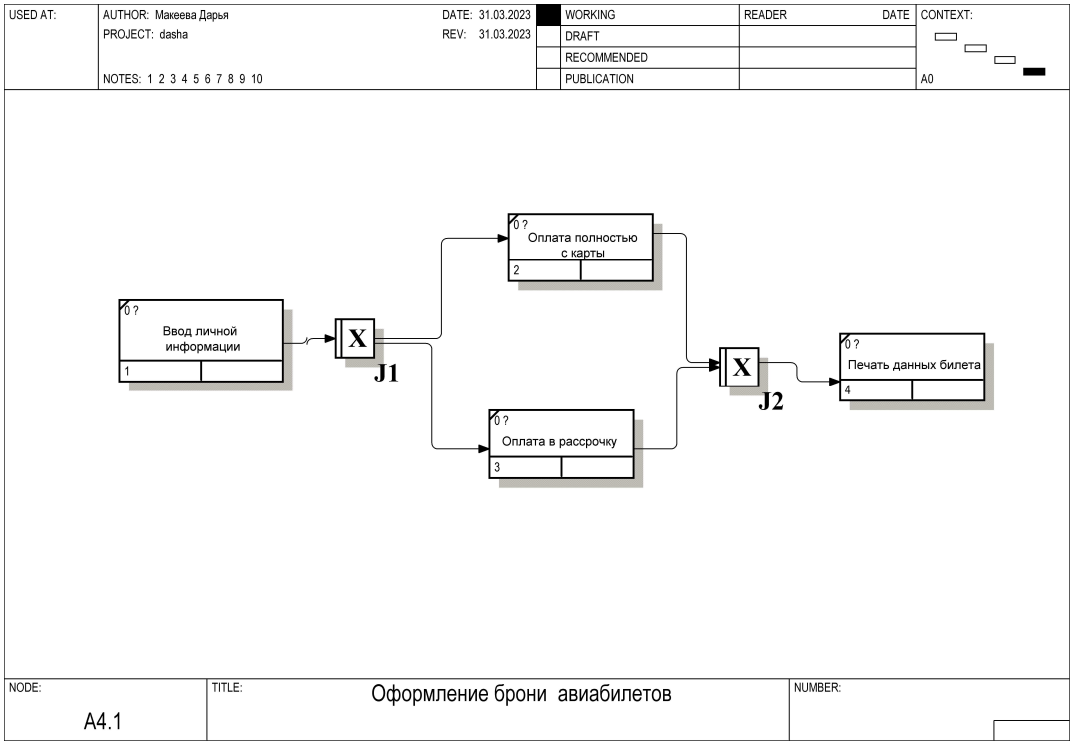 USED AT:
AUTHOR: Макеева Дарья
DATE: 31.03.2023
PROJECT: dasha
REV: 31.03.2023
NOTES: 1 2 3 4 5 6 7 8 9 10
WORKING
DRAFT
RECOMMENDED
PUBLICATION
READER DATE
CONTEXT:
A0
0 ?
Ввод личной
информации
1
X
J1
0 ?
Оплата полностью
с карты
2
0 ?
Оплата в рассрочку
3
X
J2
0 ?
Печать данных билета
4
NODE:
A4.1
TITLE:
Оформление брони авиабилетов
NUMBER: